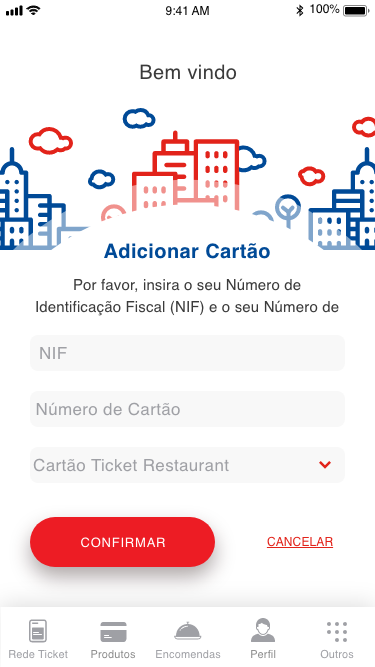 9:41 AM
100%
Bem vindo
Adicionar Cartão
Por favor, insira o seu Número de
Identificação Fiscal (NIF) e o seu Número de
NIF
Número de Cartão
Cartão Ticket Restaurant
CONFIRMAR
CANCELAR
Rede Ticket
Produtos
Encomendas
Perfil
Outros